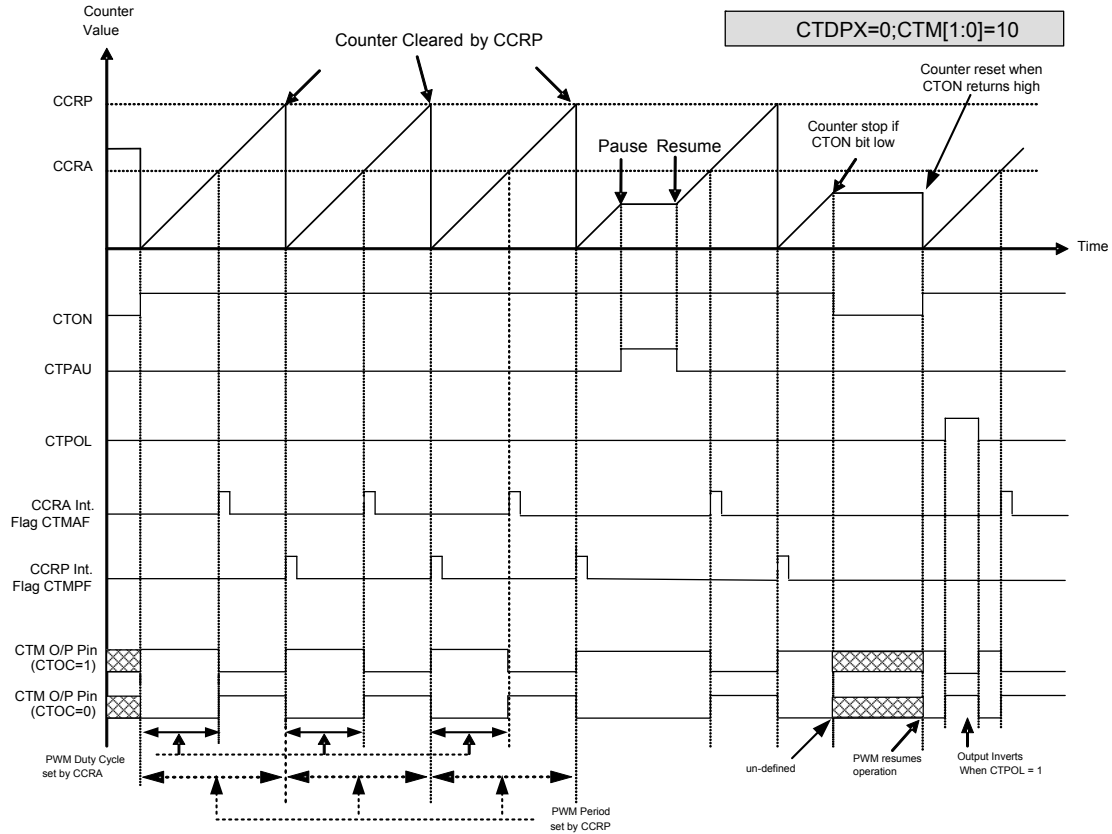 Counter
Value
CTDPX=0;CTM[1:0]=10
Counter Cleared by CCRP
Counter reset when
CTON returns high
CCRP
Counter stop if
CTON bit low
Pause Resume
CCRA
Time
CTON
CTPAU
CTPOL
CCRA Int.
Flag CTMAF
CCRP Int.
Flag CTMPF
CTM O/P Pin
(CTOC=1)
CTM O/P Pin
(CTOC=0)
PWM Duty Cycle
set by CCRA
un-defined
PWM resumes
operation
Output Inverts
When CTPOL = 1
PWM Period
set by CCRP